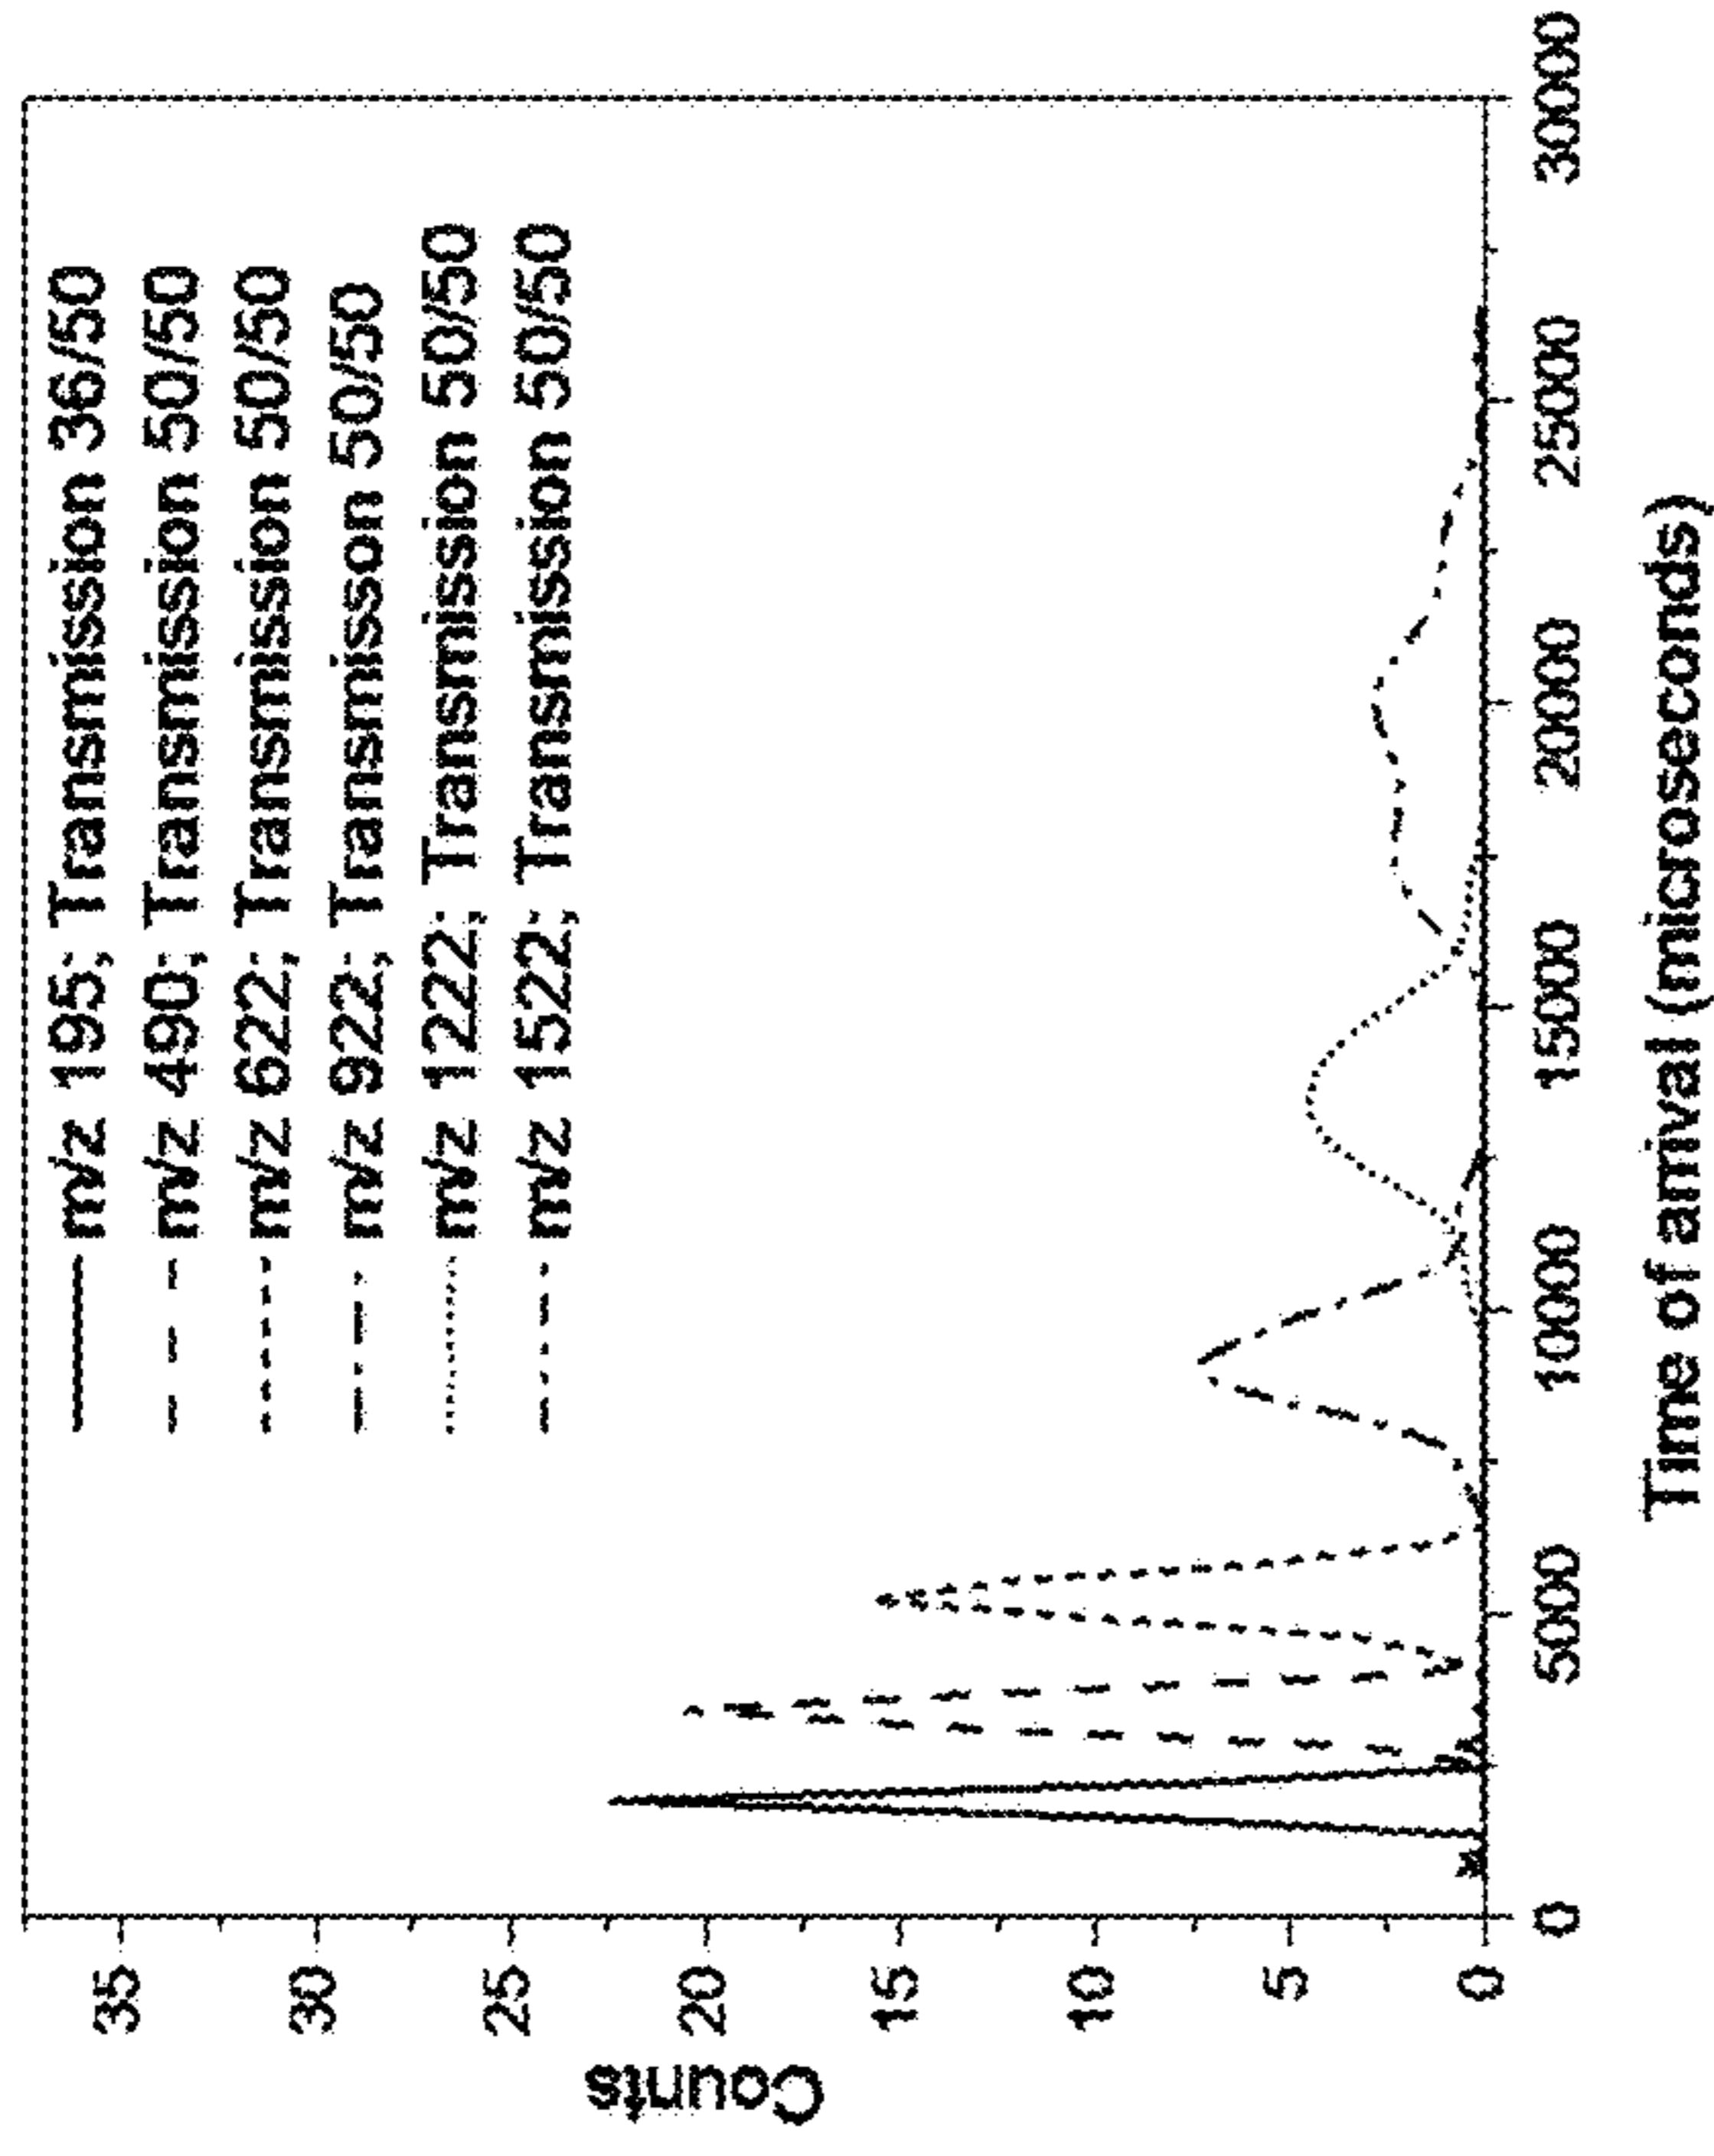 m/z 195; Transmission 36/50
m/z 490; Transmission 50/50
m/z 622; Transmission 50/50
m/z 922; Transmisson 50/50
m/z 1222; Transmission 50/50
m/z 1522; Transmission 50/50
Counts
35
30
25
20
15
10
5
0
0 5000 10000 15000 20000 25000 30000
Time of arrival (microseconds)